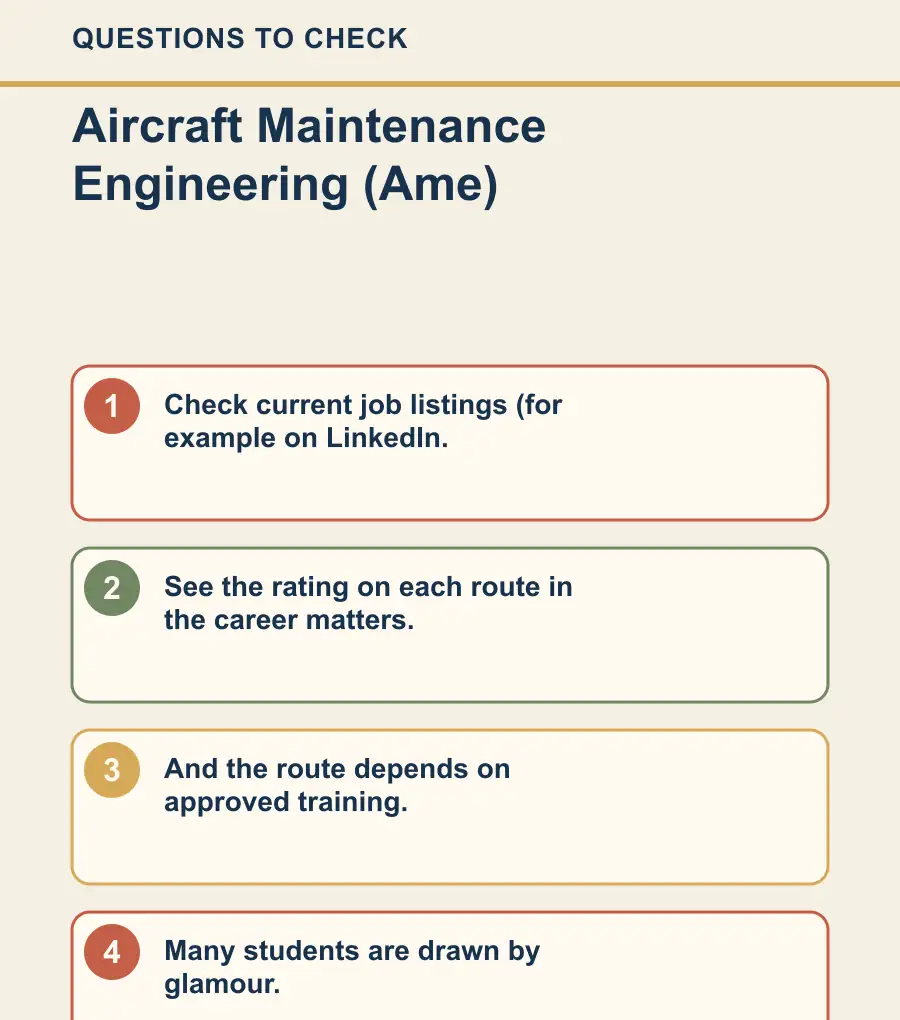 QUESTIONS TO CHECK
Aircraft Maintenance
Engineering (Ame)
1
Check current job listings (for
example on LinkedIn.
2
See the rating on each route in
the career matters.
3
And the route depends on
approved training.
4
Many students are drawn by
glamour.